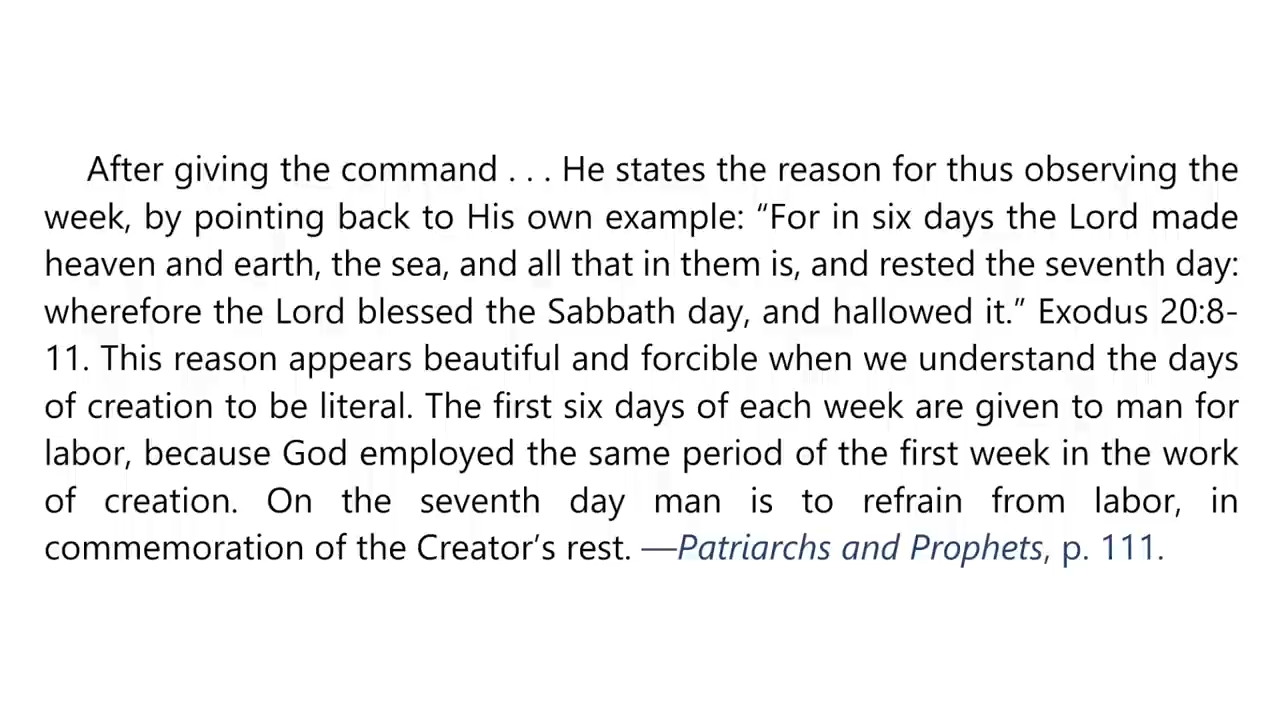 After giving the command . . . He states the reason for thus observing the
week, by pointing back to His own example: “For in six days the Lord made
heaven and earth, the sea, and all that in them is, and rested the seventh day:
wherefore the Lord blessed the Sabbath day, and hallowed it.” Exodus 20:8-
11. This reason appears beautiful and forcible when we understand the days
of creation to be literal. The first six days of each week are given to man for
labor, because God employed the same period of the first week in the work
of creation. On the seventh day man is to refrain from labor, in
commemoration of the Creator’s rest. —Patriarchs and Prophets, p. 111.